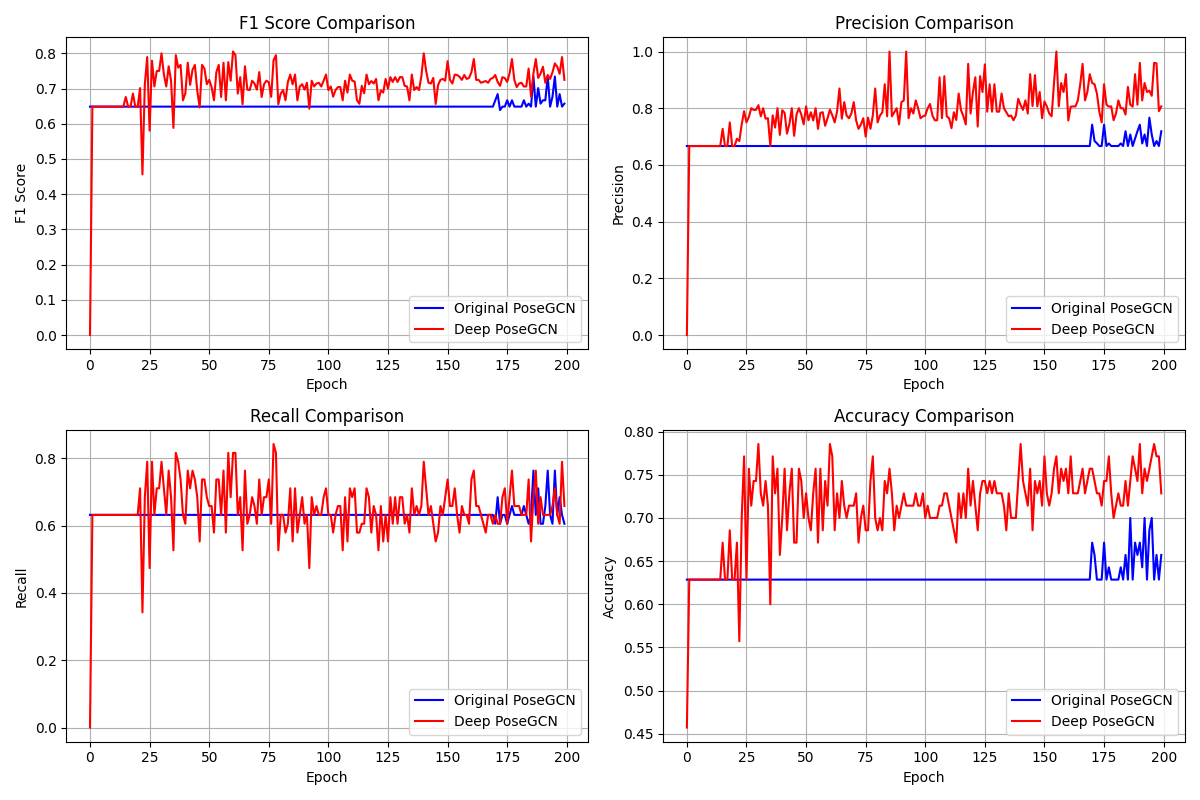 F1 Score Comparison
F1 Score
0.8
0.7
0.6
0.5
0.4
0.3
0.2
0.1
0.0
Original PoseGCN
Deep PoseGCN
0 25 50 75 100 125 150 175 200
Epoch
Precision Comparison
Precision
1.0
0.8
0.6
0.4
0.2
0.0
Original PoseGCN
Deep PoseGCN
0 25 50 75 100 125 150 175 200
Epoch
Recall Comparison
Recall
0.8
0.6
0.4
0.2
0.0
Original PoseGCN
Deep PoseGCN
0 25 50 75 100 125 150 175 200
Epoch
Accuracy Comparison
Accuracy
0.80
0.75
0.70
0.65
0.60
0.55
0.50
0.45
Original PoseGCN
Deep PoseGCN
0 25 50 75 100 125 150 175 200
Epoch